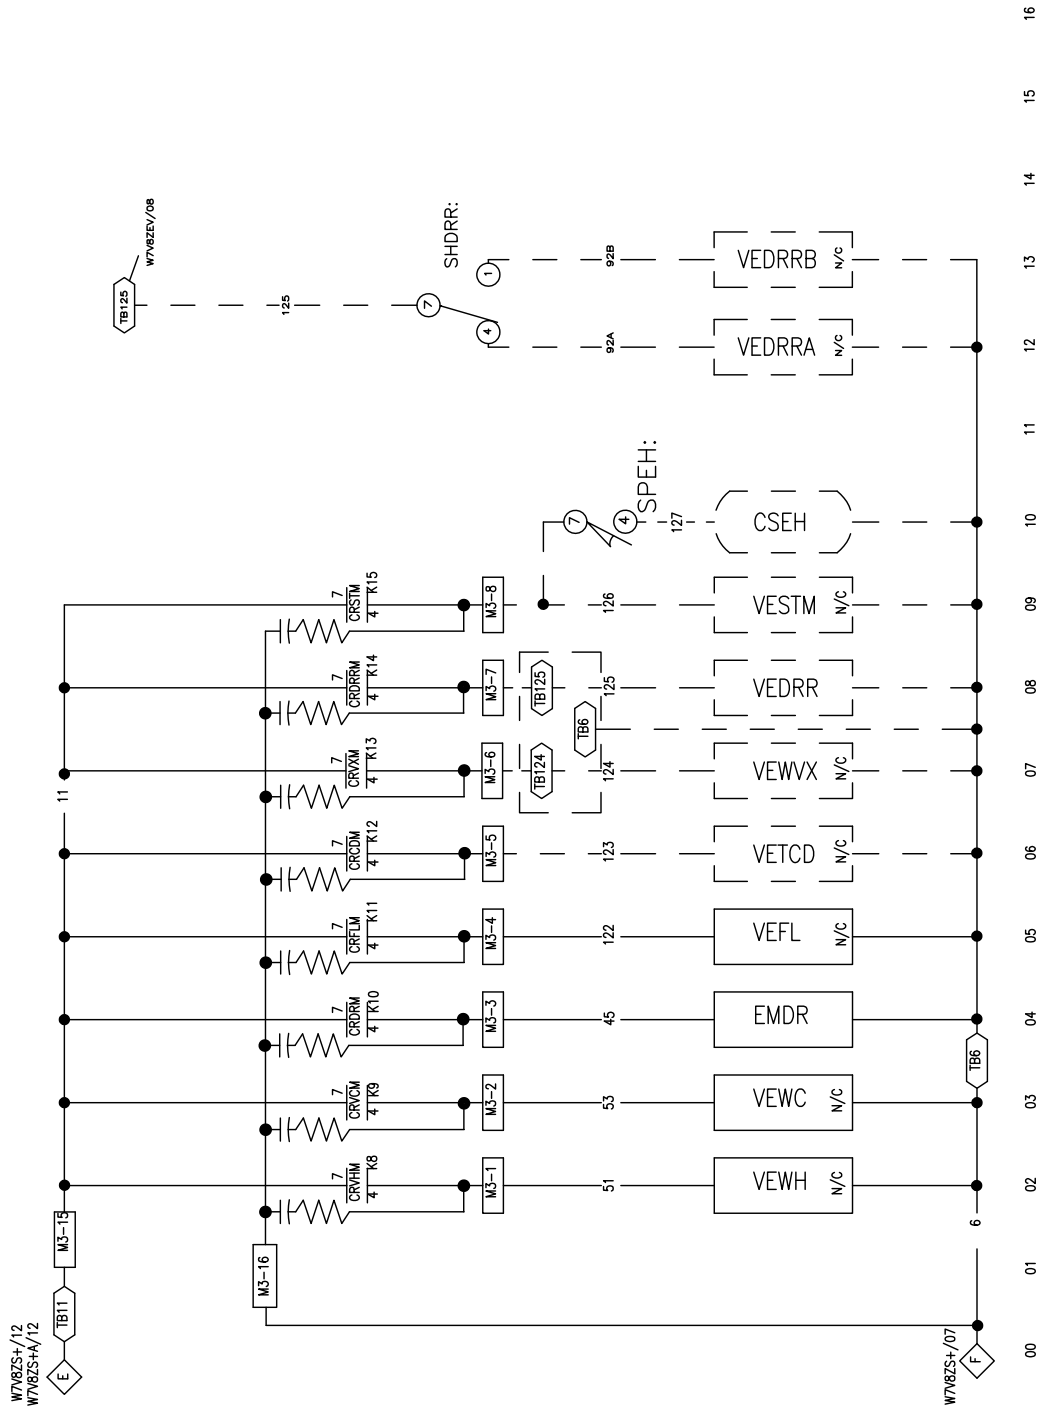 W7V8ZS+/12
W7V8ZS+A/12
E
TB11
M3-15
11
M3-16
7
CRVHM
4
K8
M3-1
51
VEWH
N/C
7
CRVCM
4
K9
M3-2
53
VEWC
N/C
7
CRDRM
4
K10
M3-3
45
EMDR
7
CRFLM
4
K11
M3-4
122
VEFL
N/C
7
CRCDM
4
K12
M3-5
123
VETCD
N/C
7
CRVXM
4
K13
M3-6
TB124
124
VEWVX
N/C
TB6
7
CRDRRM
4
K14
M3-7
TB125
125
VEDRR
7
CRSTM
4
K15
M3-8
126
VESTM
N/C
7
4
SPEH:
127
CSEH
TB125
W7V8ZEV/08
125
SHDRR:
7
4
1
92A
VEDRRA
N/C
92B
VEDRRB
N/C
W7V8ZS+/07
F
6
TB6
00
01
02
03
04
05
06
07
08
09
10
11
12
13
14
15
16